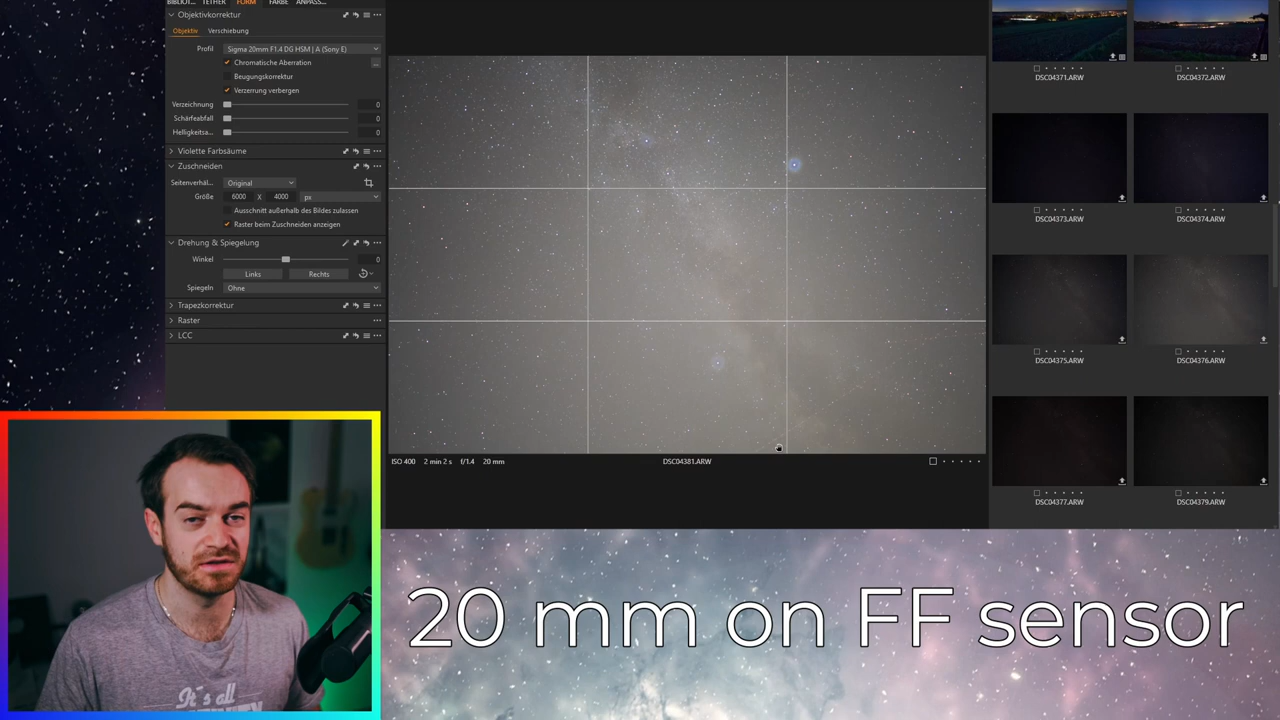 BIBLIOT... TETHER FORM FARBE ANPASS...
Objektivkorrektur
Objektiv Verschiebung
Profil Sigma 20mm F1.4 DG HSM | A (Sony E)
Chromatische Aberration ...
Beugungskorrektur
Verzerrung verbergen
Verzeichnung 0
Schärfeabfall 0
Helligkeitsa... 0
Violette Farbsäume
Zuschneiden
Seitenverhäl... Original
Größe 6000 X 4000 px
Ausschnitt außerhalb des Bildes zulassen
Raster beim Zuschneiden anzeigen
Drehung & Spiegelung
Winkel 0
Links Rechts
Spiegeln Ohne
Trapezkorrektur
Raster
LCC
ISO 400 2 min 2 s f/1.4 20 mm DSC04381.ARW
DSC04371.ARW DSC04372.ARW
DSC04373.ARW DSC04374.ARW
DSC04375.ARW DSC04376.ARW
DSC04377.ARW DSC04379.ARW
It's all
20 mm on FF sensor